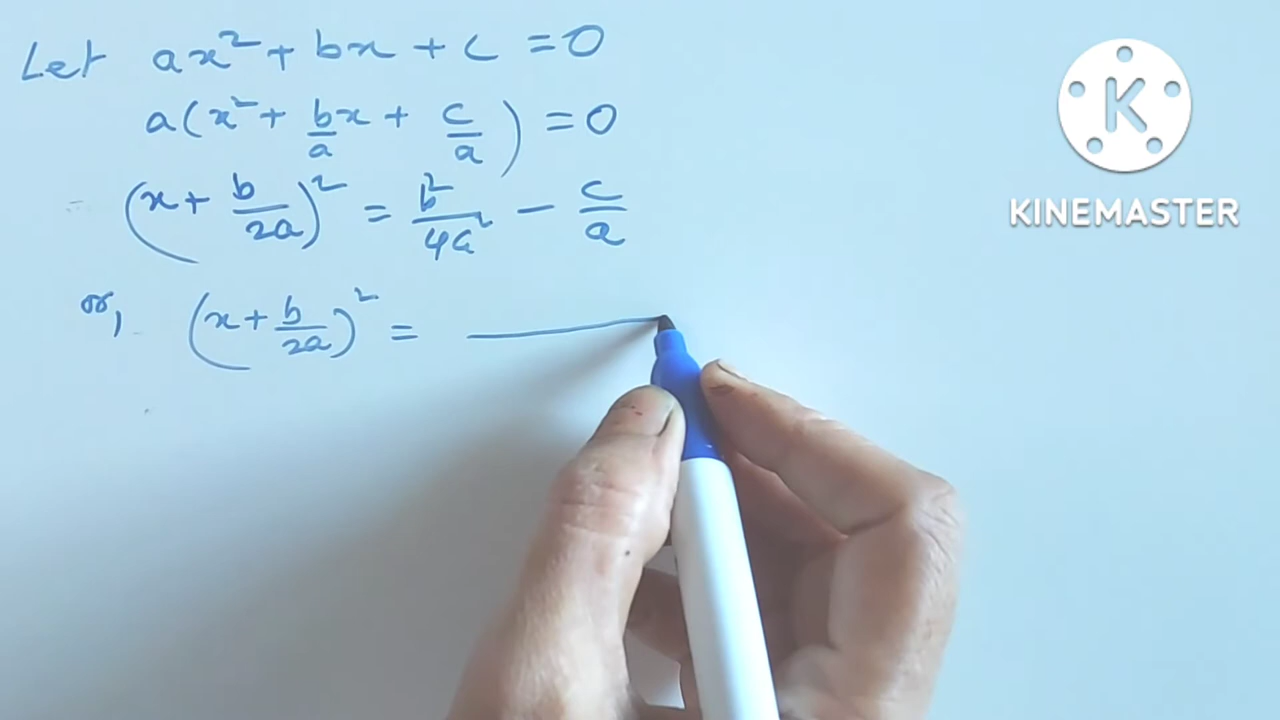 Let ax² + bx + c = 0
a(x² + b/a x + c/a) = 0
(x + b/2a)² = b²/4a² - c/a
or, (x + b/2a)² =
K
KINEMASTER